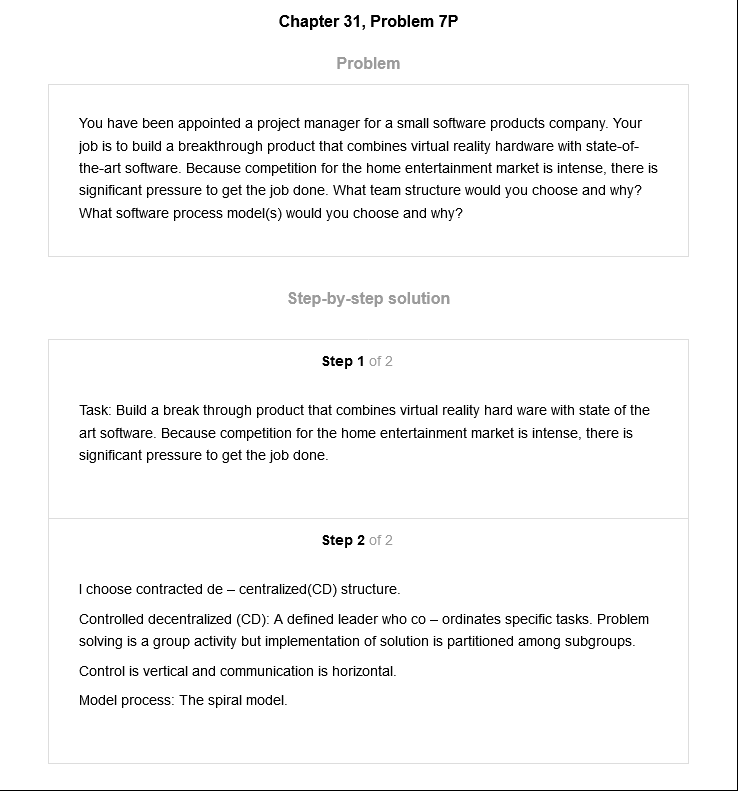 Chapter 31, Problem 7P
Problem
You have been appointed a project manager for a small software products company. Your
job is to build a breakthrough product that combines virtual reality hardware with state-of-
the-art software. Because competition for the home entertainment market is intense, there is
significant pressure to get the job done. What team structure would you choose and why?
What software process model(s) would you choose and why?
Step-by-step solution
Step 1 of 2
Task: Build a break through product that combines virtual reality hard ware with state of the
art software. Because competition for the home entertainment market is intense, there is
significant pressure to get the job done.
Step 2 of 2
I choose contracted de – centralized(CD) structure.
Controlled decentralized (CD): A defined leader who co – ordinates specific tasks. Problem
solving is a group activity but implementation of solution is partitioned among subgroups.
Control is vertical and communication is horizontal.
Model process: The spiral model.